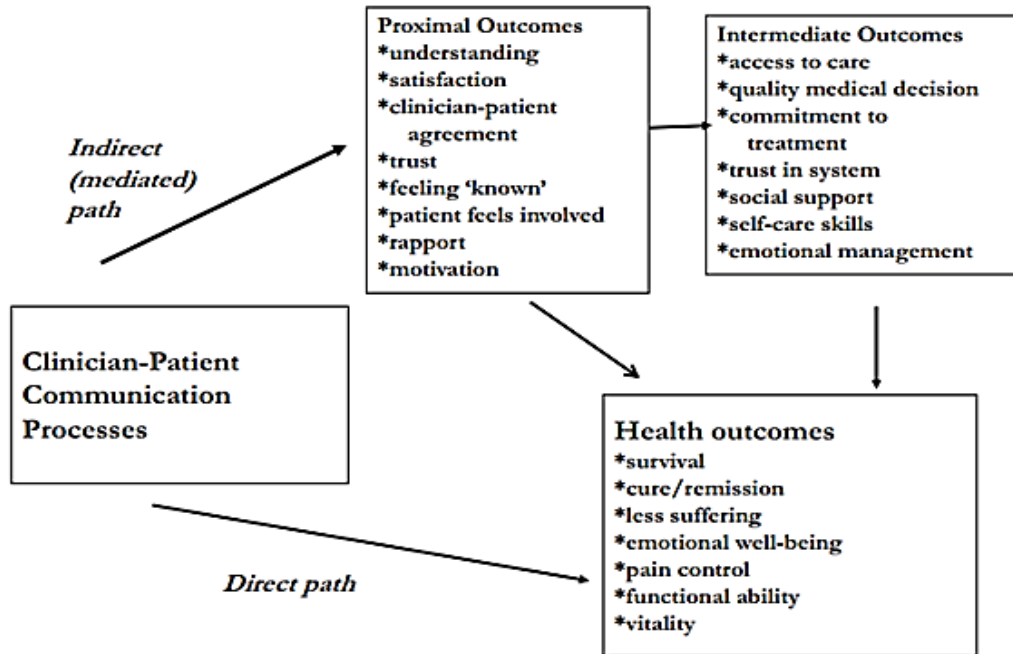 Proximal Outcomes
*understanding
*satisfaction
*clinician-patient
agreement
*trust
*feeling ‘known’
*patient feels involved
*rapport
*motivation
Intermediate Outcomes
*access to care
*quality medical decision
*commitment to
treatment
*trust in system
*social support
*self-care skills
*emotional management
Indirect
(mediated)
path
Clinician-Patient
Communication
Processes
Direct path
Health outcomes
*survival
*cure/remission
*less suffering
*emotional well-being
*pain control
*functional ability
*vitality